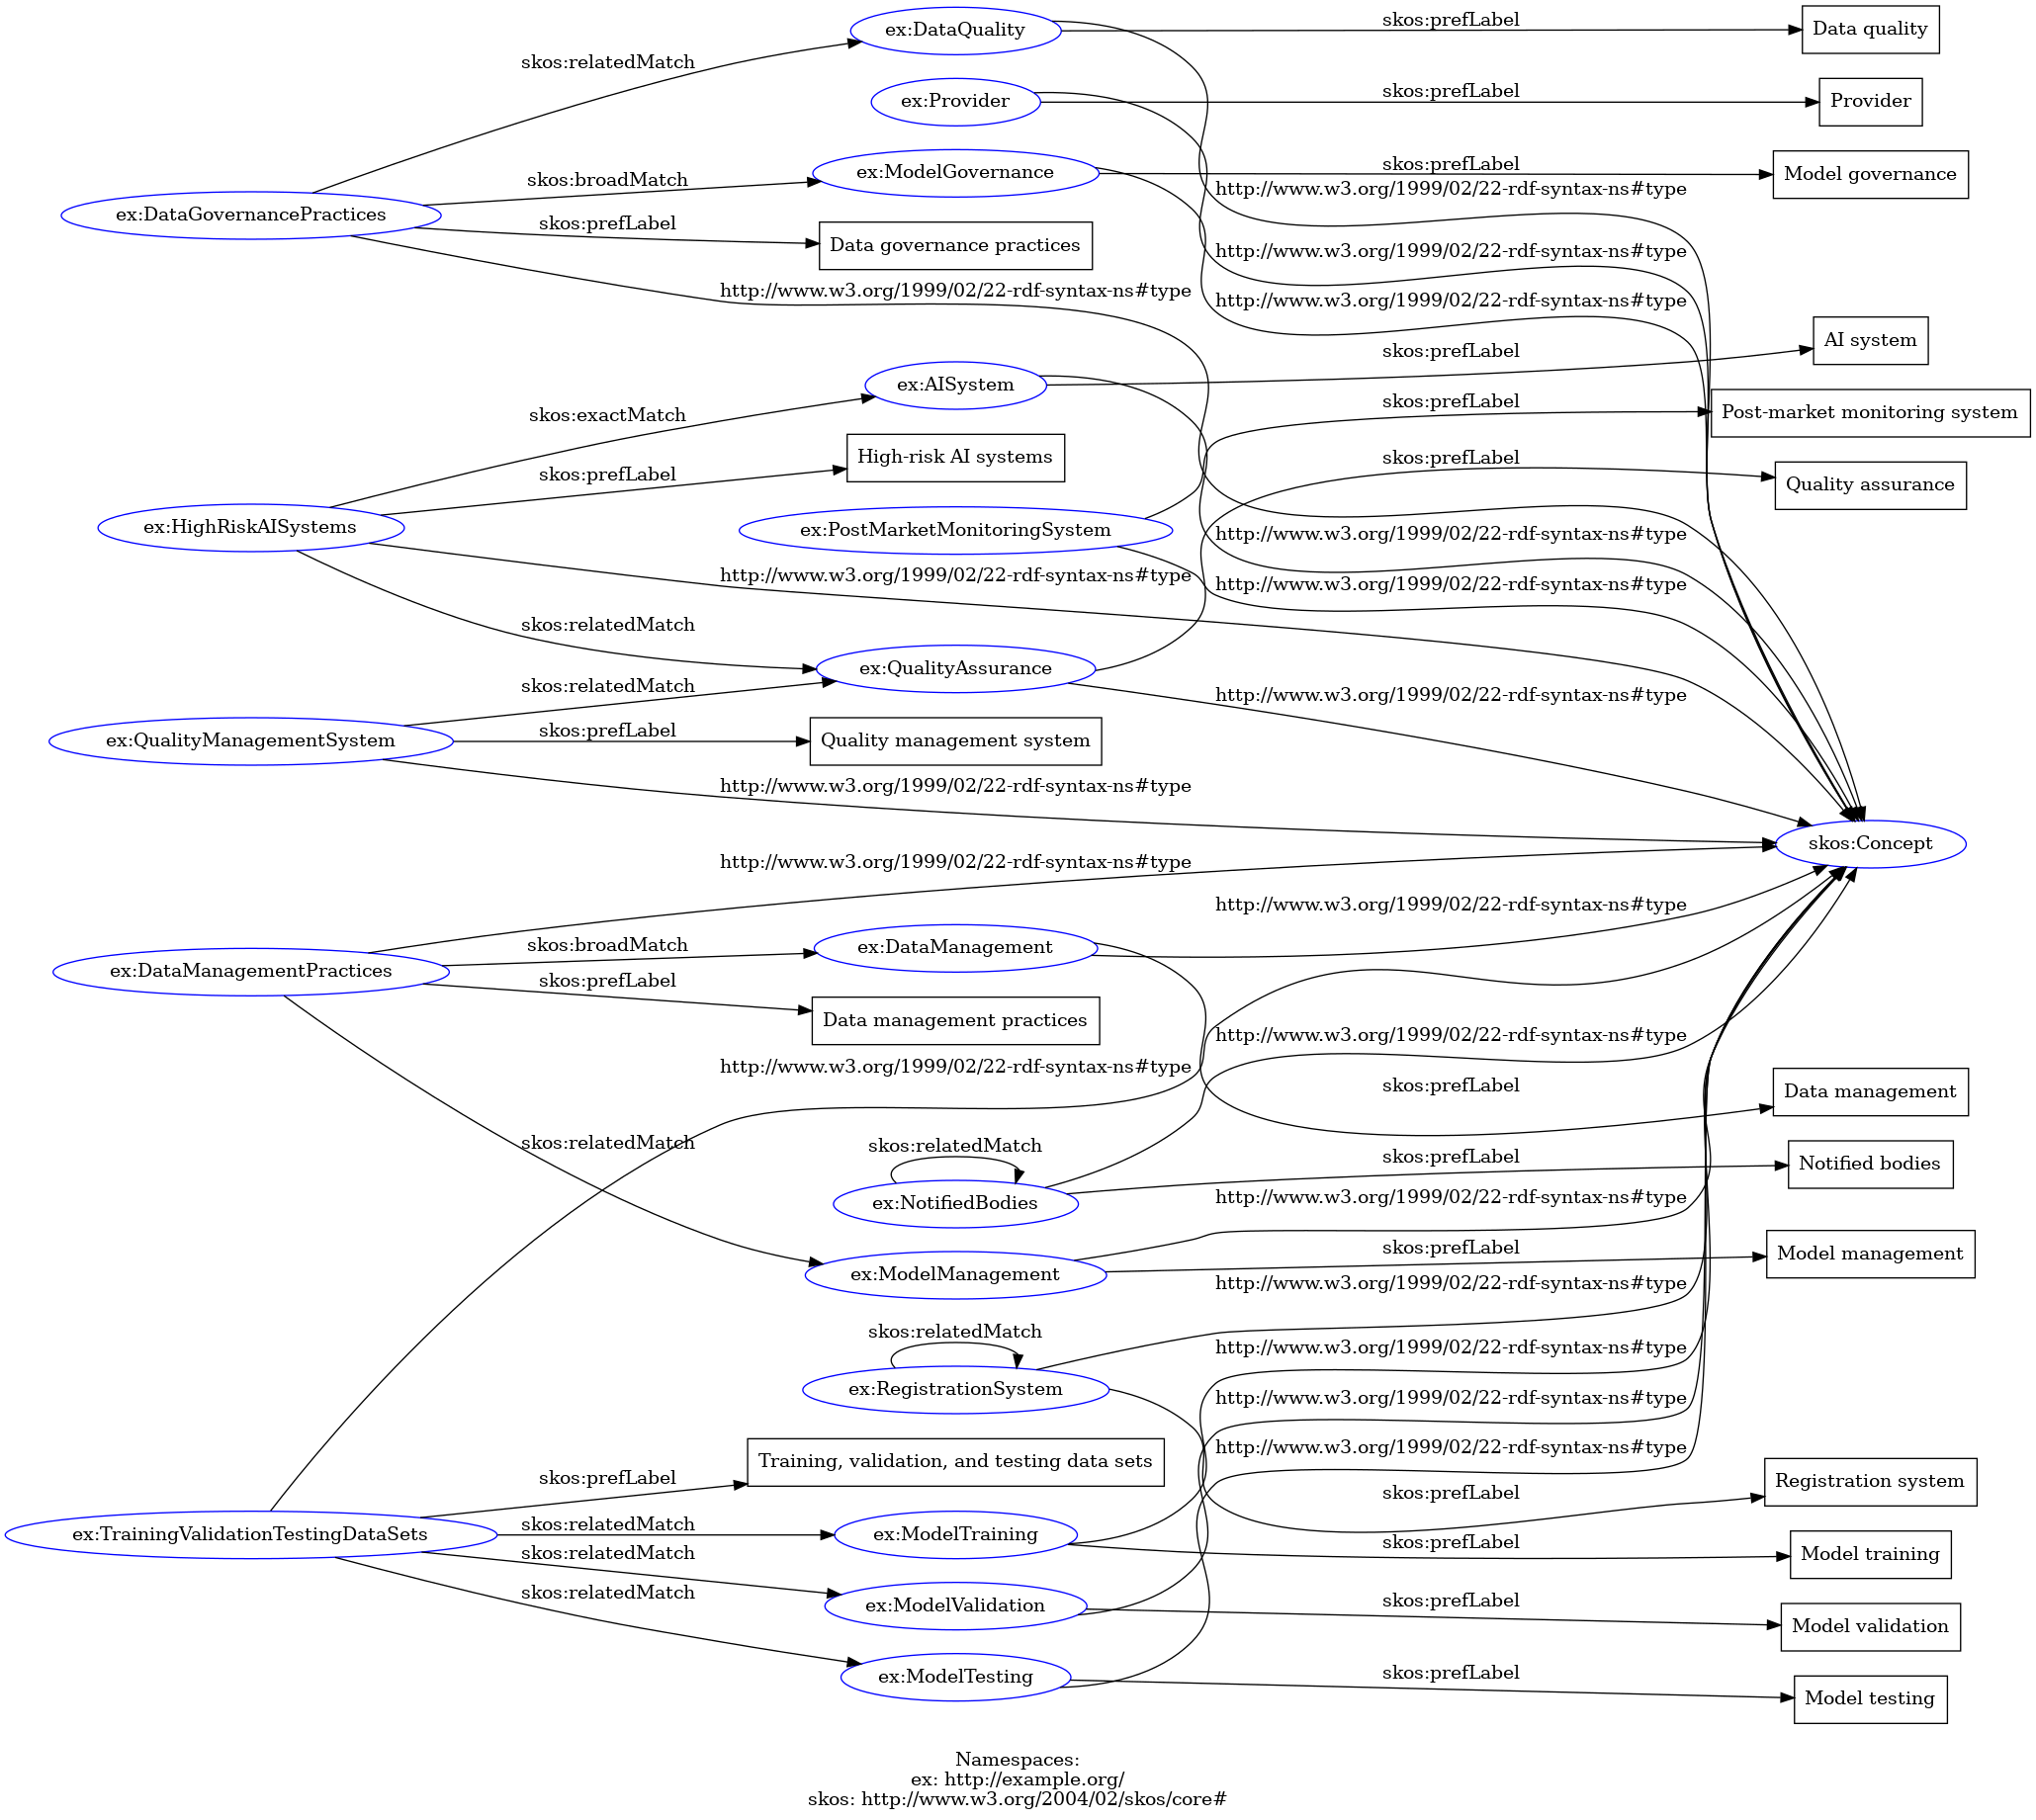 ex:DataQuality
skos:prefLabel
Data quality
skos:relatedMatch
ex:Provider
skos:prefLabel
Provider
ex:ModelGovernance
skos:prefLabel
Model governance
skos:broadMatch
http://www.w3.org/1999/02/22-rdf-syntax-ns#type
ex:DataGovernancePractices
skos:prefLabel
Data governance practices
http://www.w3.org/1999/02/22-rdf-syntax-ns#type
http://www.w3.org/1999/02/22-rdf-syntax-ns#type
http://www.w3.org/1999/02/22-rdf-syntax-ns#type
AI system
skos:prefLabel
ex:AISystem
skos:exactMatch
skos:prefLabel
Post-market monitoring system
High-risk AI systems
skos:prefLabel
skos:prefLabel
Quality assurance
ex:HighRiskAISystems
ex:PostMarketMonitoringSystem
http://www.w3.org/1999/02/22-rdf-syntax-ns#type
http://www.w3.org/1999/02/22-rdf-syntax-ns#type
http://www.w3.org/1999/02/22-rdf-syntax-ns#type
skos:relatedMatch
ex:QualityAssurance
skos:relatedMatch
http://www.w3.org/1999/02/22-rdf-syntax-ns#type
ex:QualityManagementSystem
skos:prefLabel
Quality management system
http://www.w3.org/1999/02/22-rdf-syntax-ns#type
skos:Concept
http://www.w3.org/1999/02/22-rdf-syntax-ns#type
http://www.w3.org/1999/02/22-rdf-syntax-ns#type
skos:broadMatch
ex:DataManagement
ex:DataManagementPractices
skos:prefLabel
Data management practices
http://www.w3.org/1999/02/22-rdf-syntax-ns#type
http://www.w3.org/1999/02/22-rdf-syntax-ns#type
skos:prefLabel
Data management
skos:relatedMatch
skos:relatedMatch
skos:prefLabel
Notified bodies
ex:NotifiedBodies
http://www.w3.org/1999/02/22-rdf-syntax-ns#type
skos:prefLabel
Model management
ex:ModelManagement
http://www.w3.org/1999/02/22-rdf-syntax-ns#type
skos:relatedMatch
http://www.w3.org/1999/02/22-rdf-syntax-ns#type
ex:RegistrationSystem
http://www.w3.org/1999/02/22-rdf-syntax-ns#type
http://www.w3.org/1999/02/22-rdf-syntax-ns#type
Training, validation, and testing data sets
skos:prefLabel
skos:prefLabel
Registration system
ex:TrainingValidationTestingDataSets
skos:relatedMatch
ex:ModelTraining
skos:prefLabel
Model training
skos:relatedMatch
skos:relatedMatch
ex:ModelValidation
skos:prefLabel
Model validation
ex:ModelTesting
skos:prefLabel
Model testing
Namespaces:
ex: http://example.org/
skos: http://www.w3.org/2004/02/skos/core#